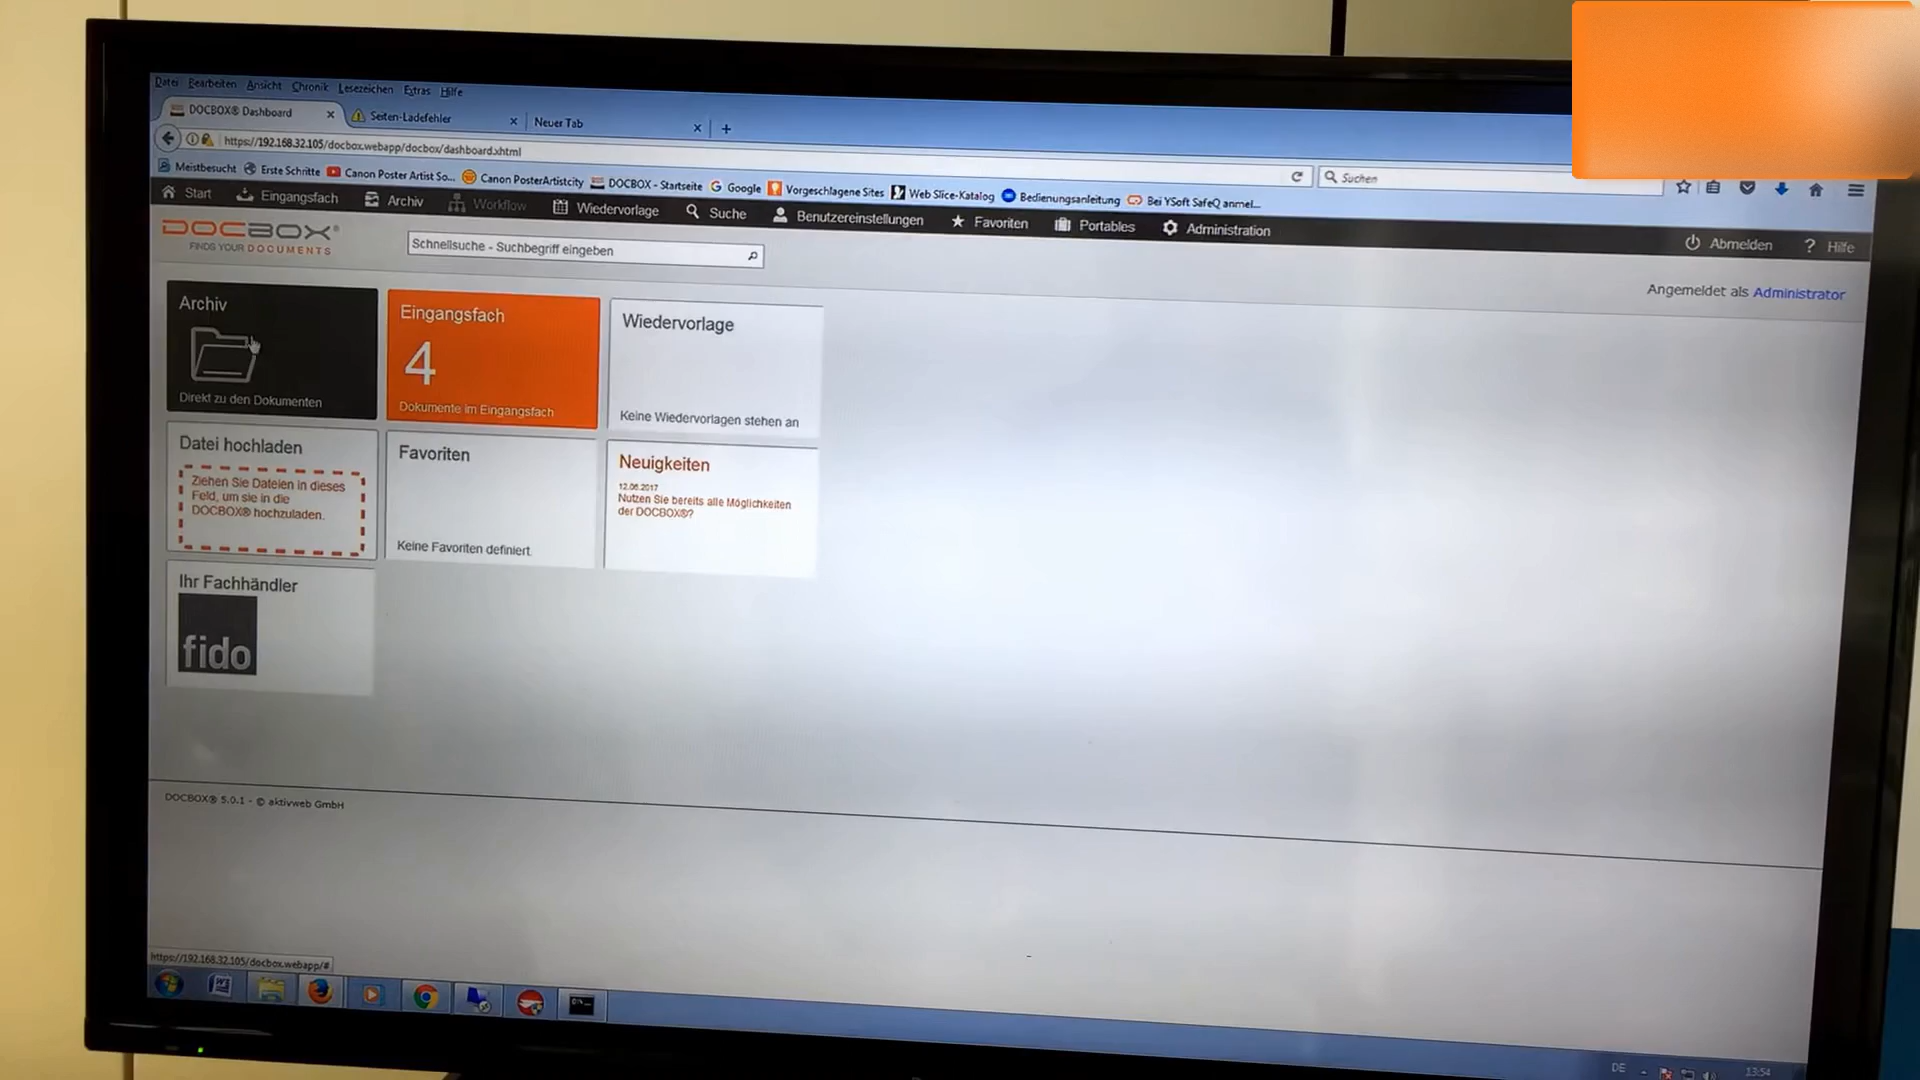 Datei Bearbeiten Ansicht Chronik Lesezeichen Extras Hilfe
DOCBOX® Dashboard × Seiten-Ladefehler × Neuer Tab × +
https://192.168.32.105/docbox.webapp/docbox/dashboard.xhtml
Suchen
Meistbesucht Erste Schritte Canon Poster Artist So... Canon PosterArtistcity DOCBOX - Startseite Google Vorgeschlagene Sites Web Slice-Katalog Bedienungsanleitung Bei YSoft SafeQ anmel...
Start Eingangsfach Archiv Workflow Wiedervorlage Suche Benutzereinstellungen Favoriten Portables Administration Abmelden ? Hilfe
DOCBOX®
FINDS YOUR DOCUMENTS
Schnellsuche - Suchbegriff eingeben
Angemeldet als Administrator
Archiv
Direkt zu den Dokumenten
Eingangsfach
4
Dokumente im Eingangsfach
Wiedervorlage
Keine Wiedervorlagen stehen an
Datei hochladen
Ziehen Sie Dateien in dieses
Feld, um sie in die
DOCBOX® hochzuladen.
Favoriten
Keine Favoriten definiert
Neuigkeiten
12.06.2017
Nutzen Sie bereits alle Möglichkeiten
der DOCBOX®?
Ihr Fachhändler
fido
DOCBOX® 5.0.1 - © aktivweb GmbH
https://192.168.32.105/docbox.webapp/#
DE
13:54